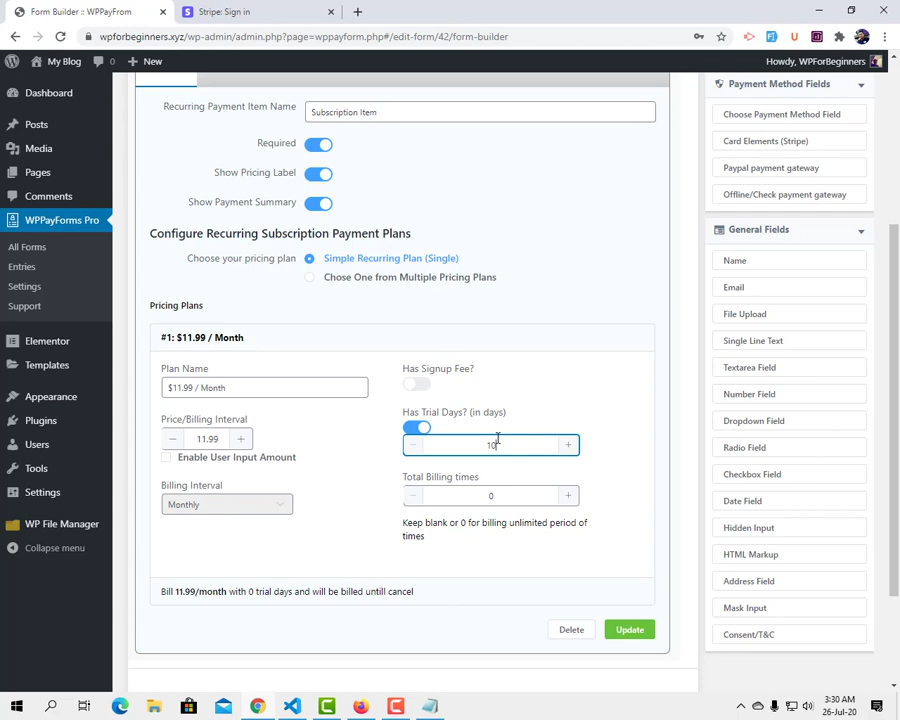 Form Builder :: WPPayFrom
Stripe: Sign in
wpforbeginners.xyz/wp-admin/admin.php?page=wppayform.php#/edit-form/42/form-builder
My Blog
0
New
Howdy, WPForBeginners
Dashboard
Posts
Media
Pages
Comments
WPPayForms Pro
All Forms
Entries
Settings
Support
Elementor
Templates
Appearance
Plugins
Users
Tools
Settings
WP File Manager
Collapse menu
Recurring Payment Item Name
Subscription Item
Required
Show Pricing Label
Show Payment Summary
Configure Recurring Subscription Payment Plans
Choose your pricing plan
Simple Recurring Plan (Single)
Chose One from Multiple Pricing Plans
Pricing Plans
#1: $11.99 / Month
Plan Name
$11.99 / Month
Price/Billing Interval
11.99
Enable User Input Amount
Billing Interval
Monthly
Has Signup Fee?
Has Trial Days? (in days)
10
Total Billing times
0
Keep blank or 0 for billing unlimited period of
times
Bill 11.99/month with 0 trial days and will be billed untill cancel
Delete
Update
Payment Method Fields
Choose Payment Method Field
Card Elements (Stripe)
Paypal payment gateway
Offline/Check payment gateway
General Fields
Name
Email
File Upload
Single Line Text
Textarea Field
Number Field
Dropdown Field
Radio Field
Checkbox Field
Date Field
Hidden Input
HTML Markup
Address Field
Mask Input
Consent/T&C
3:30 AM
26-Jul-20